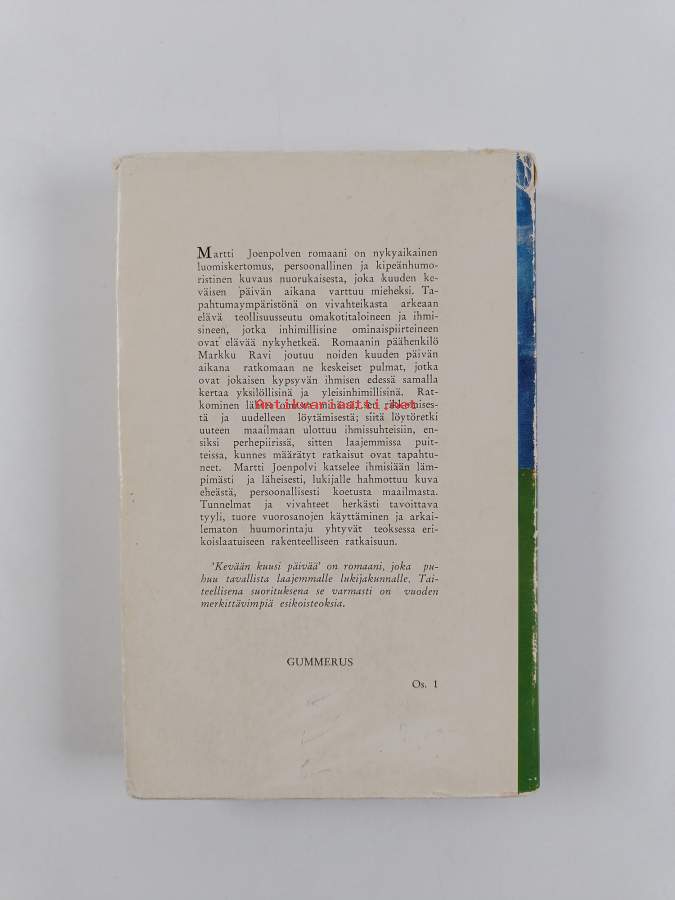 Martti Joenpolven romaani on nykyaikainen
luomiskertomus, persoonallinen ja kipeänhumo-
ristinen kuvaus nuorukaisesta, joka kuuden ke-
väisen päivän aikana varttuu mieheksi. Ta-
pahtumaympäristönä on vivahteikasta arkeaan
elävä teollisuusseutu omakotitaloineen ja ihmi-
sineen, jotka inhimillisine ominaispiirteineen
ovat elävää nykyhetkeä. Romaanin päähenkilö
Markku Ravi joutuu noiden kuuden päivän
aikana ratkomaan ne keskeiset pulmat, jotka
ovat jokaisen kypsyvän ihmisen edessä samalla
kertaa yksilöllisinä ja yleisinhimillisinä. Rat-
kominen lähtee oman minän
Antikvariaatti.net
tä ja uudelleen löytämisestä; siitä löytöretki
uuteen maailmaan ulottuu ihmissuhteisiin, en-
siksi perhepiirissä, sitten laajemmissa puit-
teissa, kunnes määrätyt ratkaisut ovat tapahtu-
neet. Martti Joenpolvi katselee ihmisiään läm-
pimästi ja läheisesti, lukijalle hahmottuu kuva
eheästä, persoonallisesti koetusta maailmasta.
Tunnelmat ja vivahteet herkästi tavoittava
tyyli, tuore vuorosanojen käyttäminen ja arkai-
lematon huumorintaju yhtyvät teoksessa eri-
koislaatuiseen rakenteelliseen ratkaisuun.
'Kevään kuusi päivää' on romaani, joka pu-
huu tavallista laajemmalle lukijakunnalle. Tai-
teellisena suorituksena se varmasti on vuoden
merkittävimpiä esikoisteoksia.
GUMMERUS
Os. 1